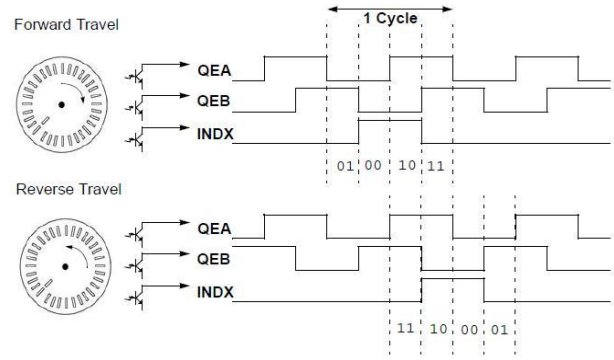 Forward Travel
1 Cycle
QEA
QEB
INDX
01 00 10 11
Reverse Travel
QEA
QEB
INDX
11 10 00 01